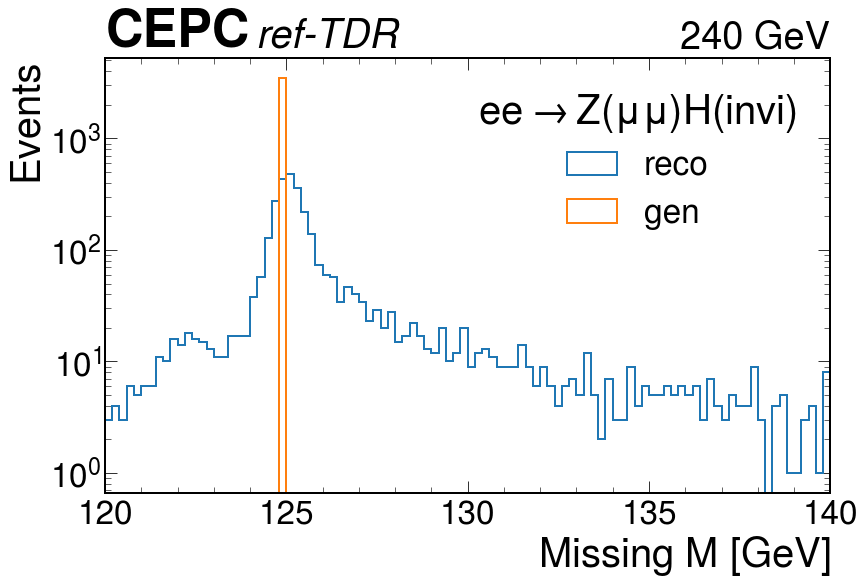 CEPC ref-TDR 240 GeV
Events
ee → Z(μμ)H(invi)
reco
gen
10³
10²
10¹
10⁰
120 125 130 135 140
Missing M [GeV]